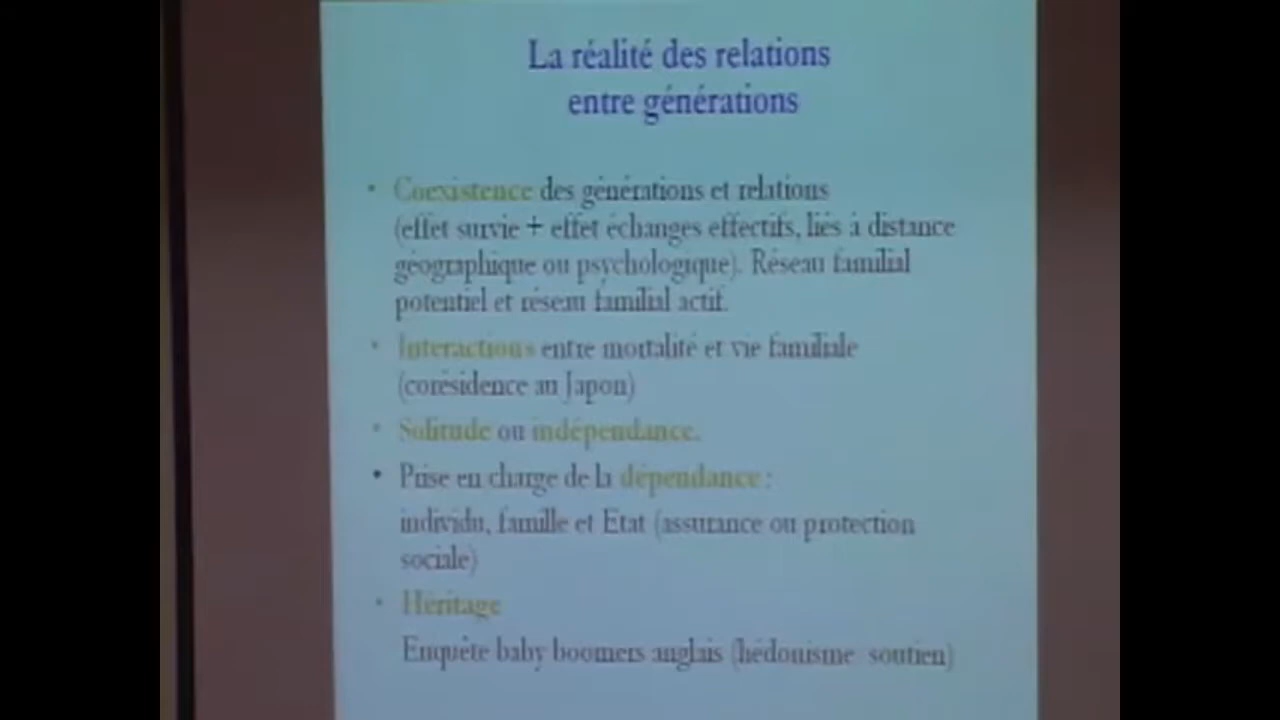 La réalité des relations
entre générations
• Coexistence des générations et relations
(effet survie + effet échanges effectifs, liés à distance
géographique ou psychologique). Réseau familial
potentiel et réseau familial actif.
• Interactions entre mortalité et vie familiale
(corésidence au Japon)
• Solitude ou indépendance.
• Prise en charge de la dépendance :
individu, famille et Etat (assurance ou protection
sociale)
• Héritage
Enquête baby boomers anglais (hédonisme soutien)